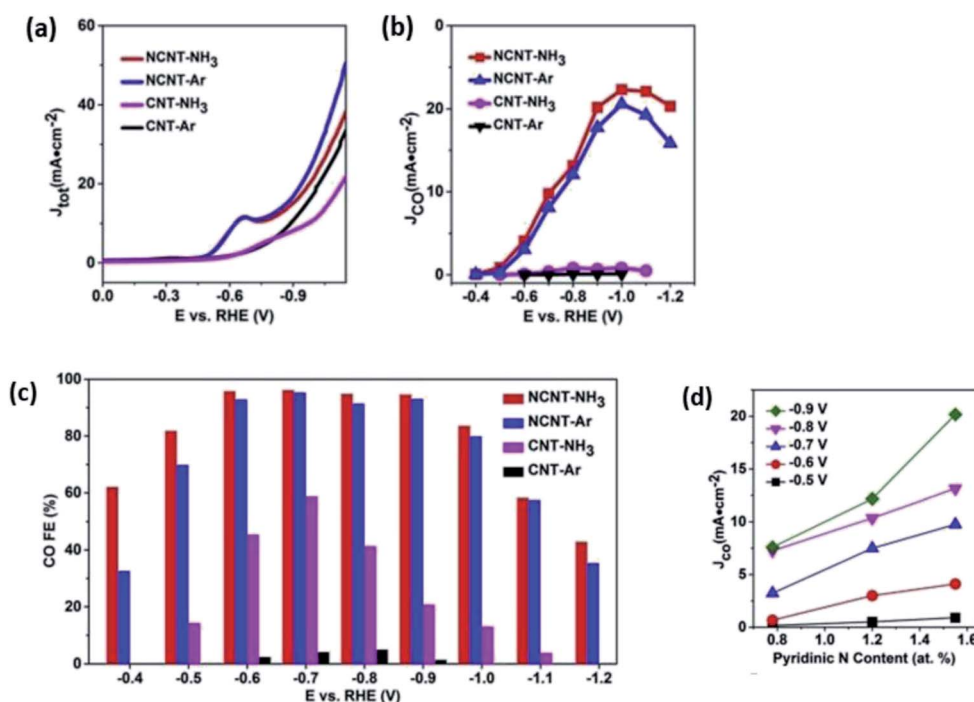 (a)
60
40
20
0
J_tot(mA•cm-2)
NCNT-NH3
NCNT-Ar
CNT-NH3
CNT-Ar
0.0 -0.3 -0.6 -0.9
E vs. RHE (V)
(b)
0
20
10
0
J_CO(mA•cm-2)
NCNT-NH3
NCNT-Ar
CNT-NH3
CNT-Ar
-0.4 -0.6 -0.8 -1.0 -1.2
E vs. RHE (V)
(c)
100
80
60
40
20
0
CO FE (%)
NCNT-NH3
NCNT-Ar
CNT-NH3
CNT-Ar
-0.4 -0.5 -0.6 -0.7 -0.8 -0.9 -1.0 -1.1 -1.2
E vs. RHE (V)
(d)
20
15
10
5
0
J_CO(mA•cm-2)
-0.9 V
-0.8 V
-0.7 V
-0.6 V
-0.5 V
0.8 1.0 1.2 1.4 1.6
Pyridinic N Content (at. %)